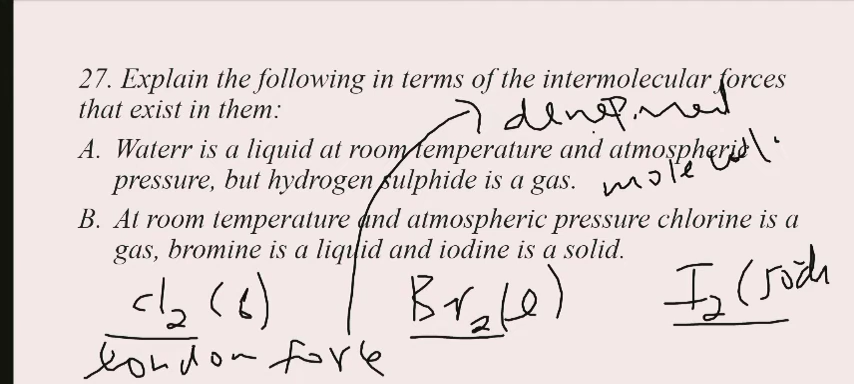 27. Explain the following in terms of the intermolecular forces
that exist in them:
A. Waterr is a liquid at room temperature and atmospheric
pressure, but hydrogen sulphide is a gas.
molecul.
B. At room temperature and atmospheric pressure chlorine is a
gas, bromine is a liquid and iodine is a solid.
Cl2 ( ) Br2(l) I2 (
London force